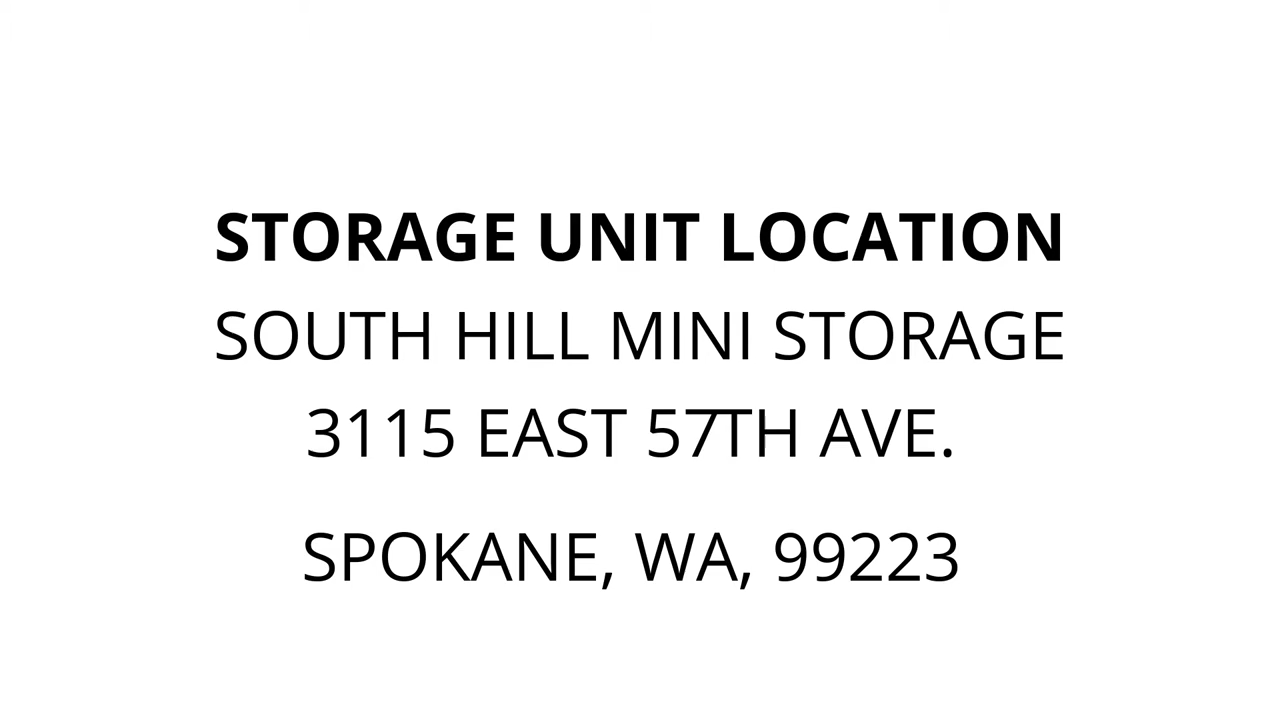 STORAGE UNIT LOCATION
SOUTH HILL MINI STORAGE
3115 EAST 57TH AVE.
SPOKANE, WA, 99223